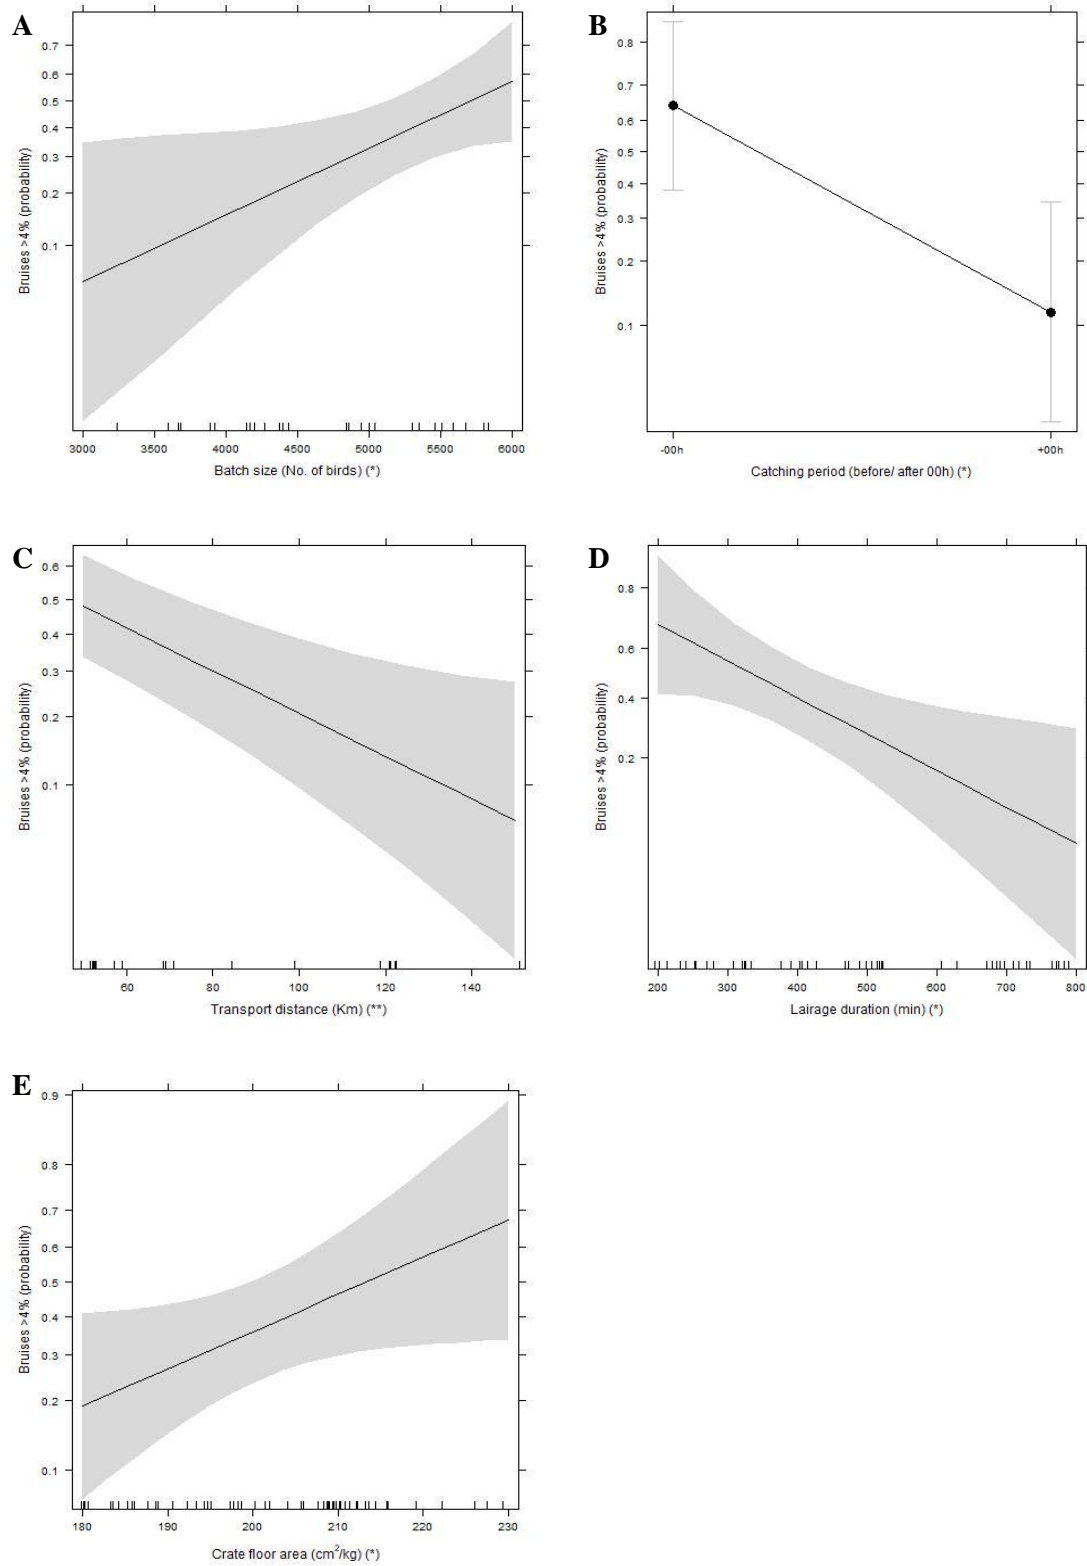 A
Bruises >4% (probability)
0.7
0.6
0.5
0.4
0.3
0.2
0.1
3000 3500 4000 4500 5000 5500 6000
Batch size (No. of birds) (*)
B
Bruises >4% (probability)
0.8
0.7
0.6
0.5
0.4
0.3
0.2
0.1
-00h +00h
Catching period (before/ after 00h) (*)
C
Bruises >4% (probability)
0.6
0.5
0.4
0.3
0.2
0.1
60 80 100 120 140
Transport distance (Km) (**)
D
Bruises >4% (probability)
0.8
0.6
0.4
0.2
200 300 400 500 600 700 800
Lairage duration (min) (*)
E
Bruises >4% (probability)
0.9
0.8
0.7
0.6
0.5
0.4
0.3
0.2
0.1
180 190 200 210 220 230
Crate floor area (cm²/kg) (*)